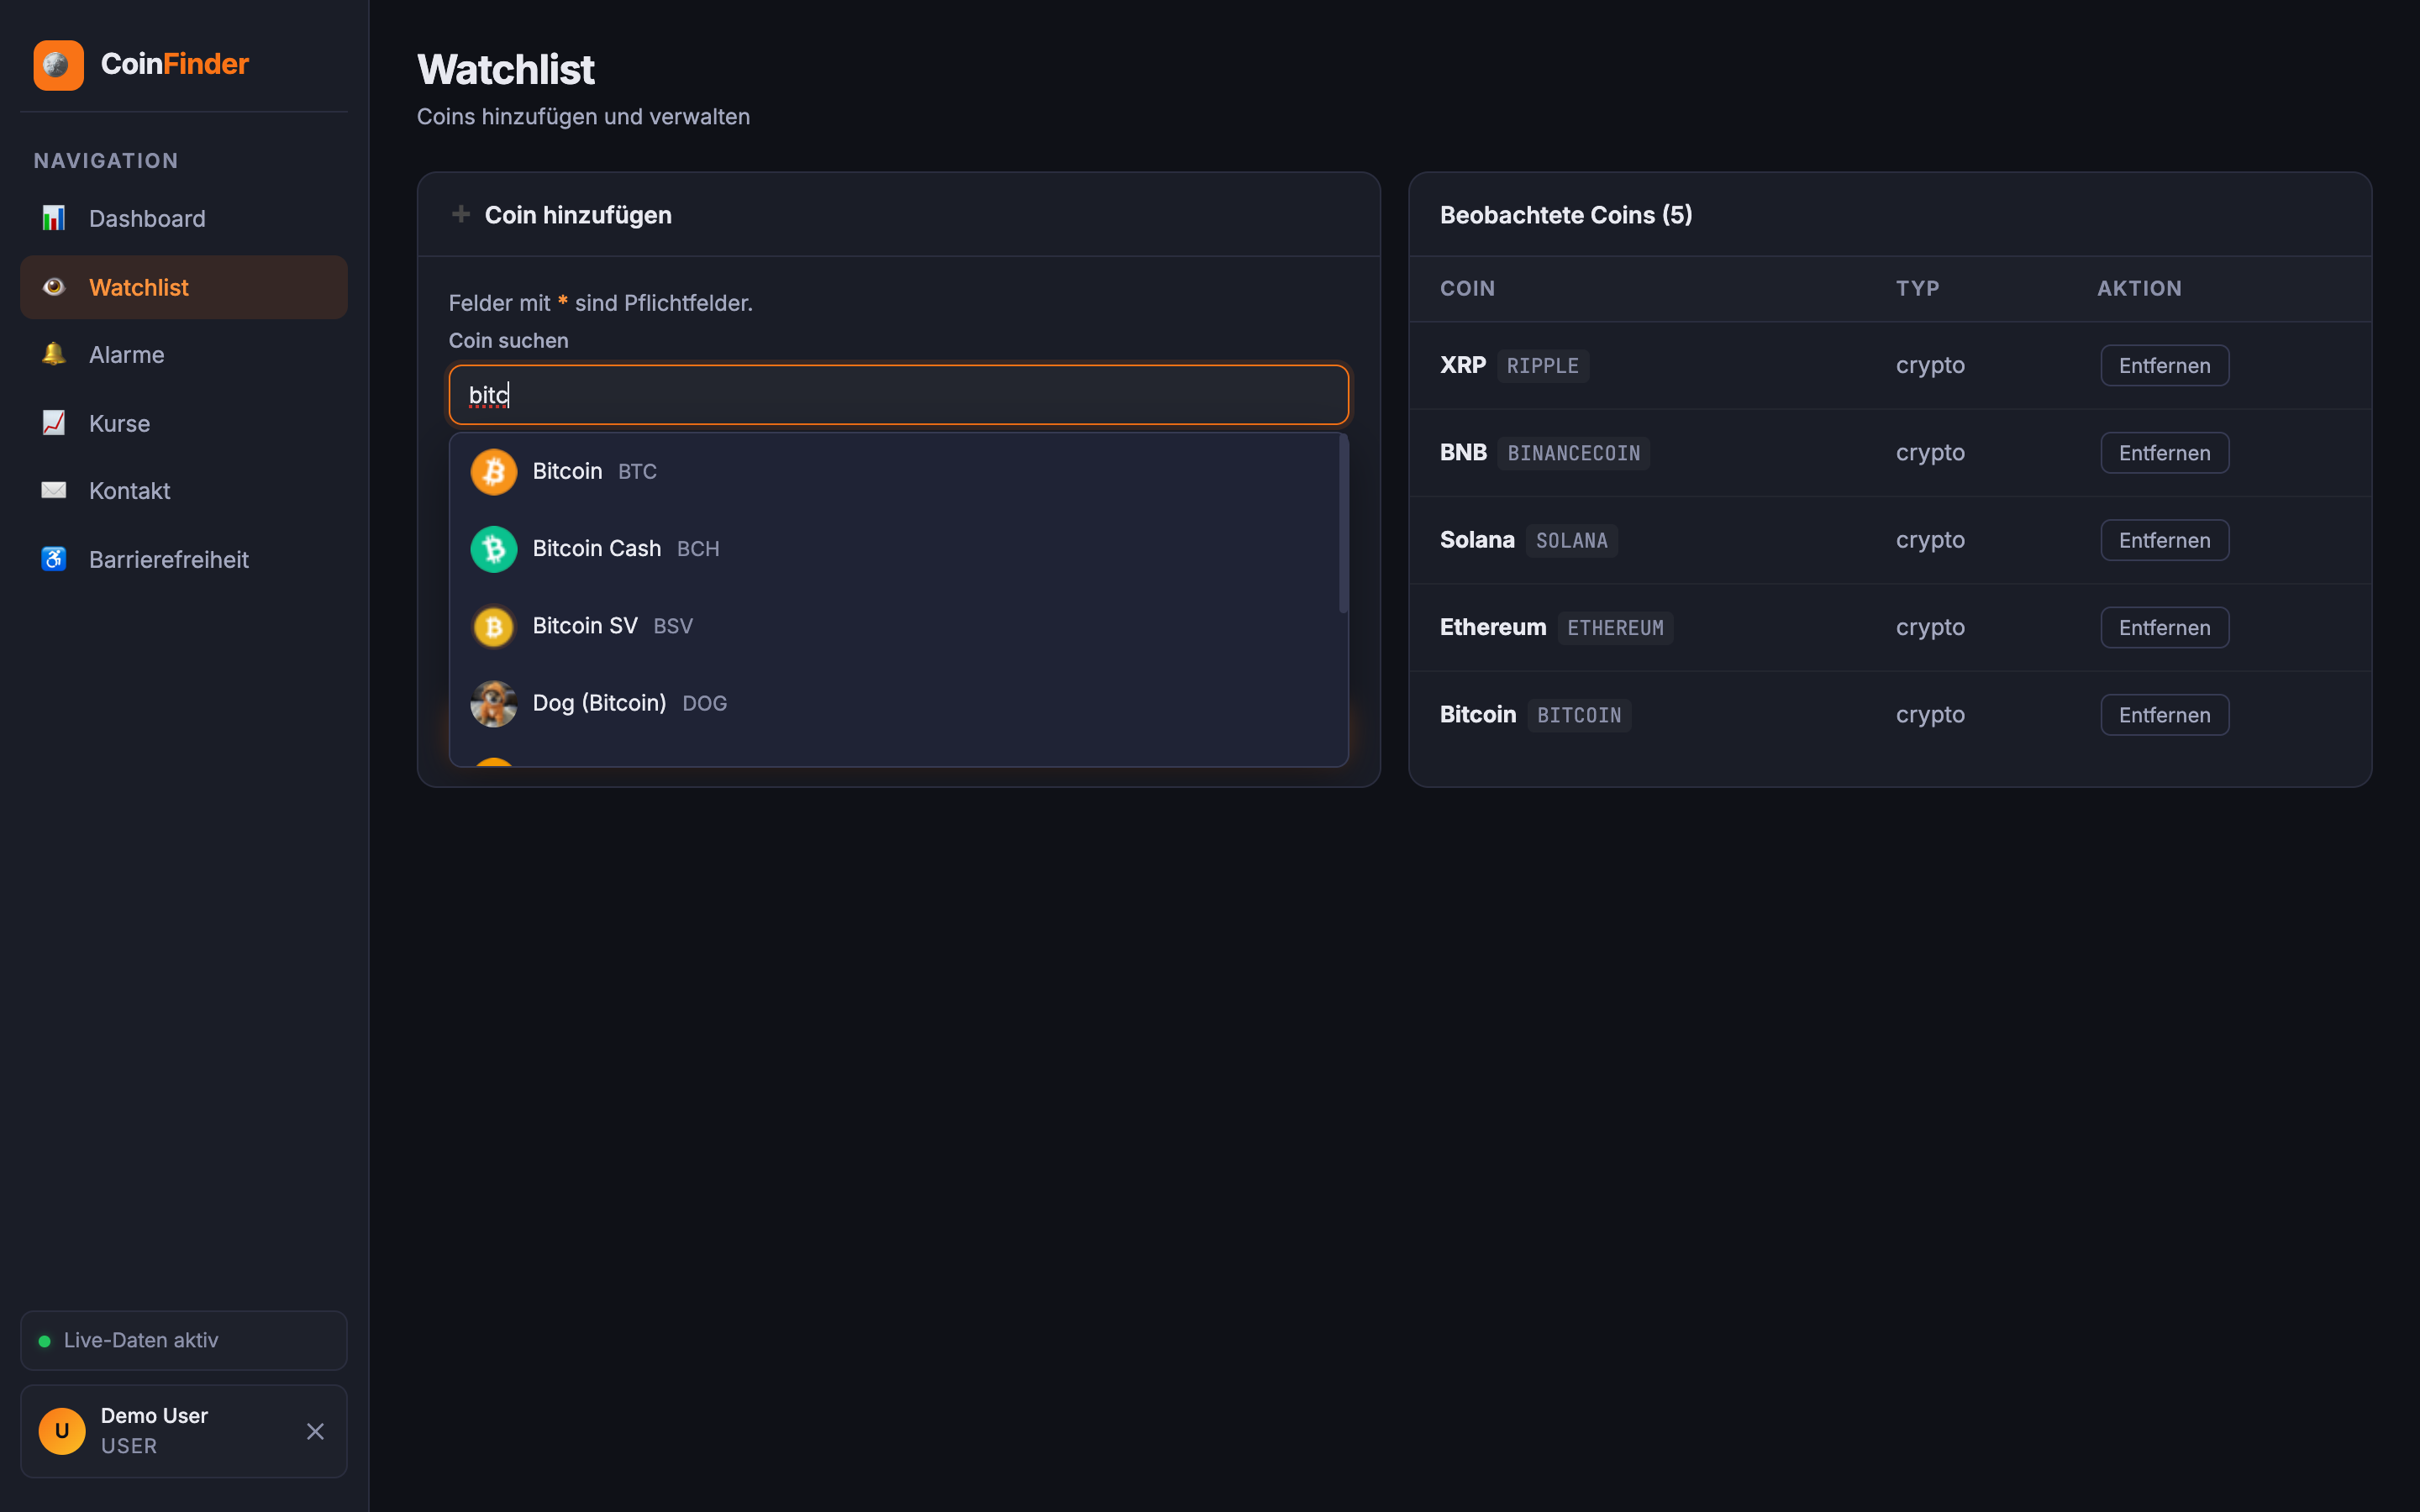 CoinFinder
NAVIGATION
Dashboard
Watchlist
Alarme
Kurse
Kontakt
Barrierefreiheit
Live-Daten aktiv
U
Demo User
USER
Watchlist
Coins hinzufügen und verwalten
Coin hinzufügen
Felder mit * sind Pflichtfelder.
Coin suchen
bitc
Bitcoin BTC
Bitcoin Cash BCH
Bitcoin SV BSV
Dog (Bitcoin) DOG
Beobachtete Coins (5)
COIN TYP AKTION
XRP RIPPLE crypto Entfernen
BNB BINANCECOIN crypto Entfernen
Solana SOLANA crypto Entfernen
Ethereum ETHEREUM crypto Entfernen
Bitcoin BITCOIN crypto Entfernen